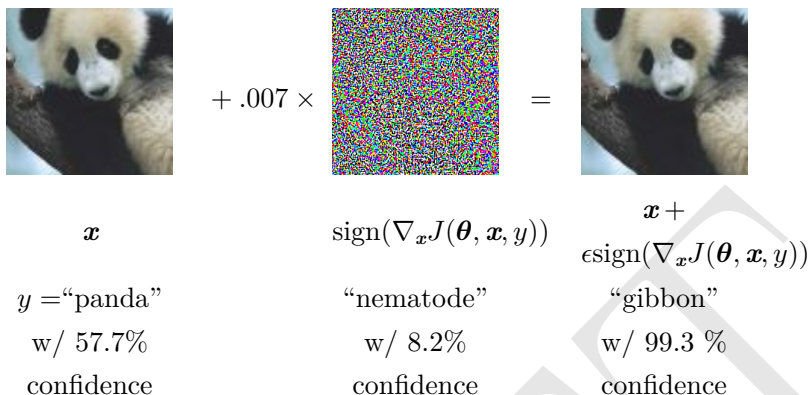 + .007 ×
=
x
sign(∇ₓJ(θ, x, y))
x +
ϵsign(∇ₓJ(θ, x, y))
y =“panda”
“nematode”
“gibbon”
w/ 57.7%
w/ 8.2%
w/ 99.3 %
confidence
confidence
confidence